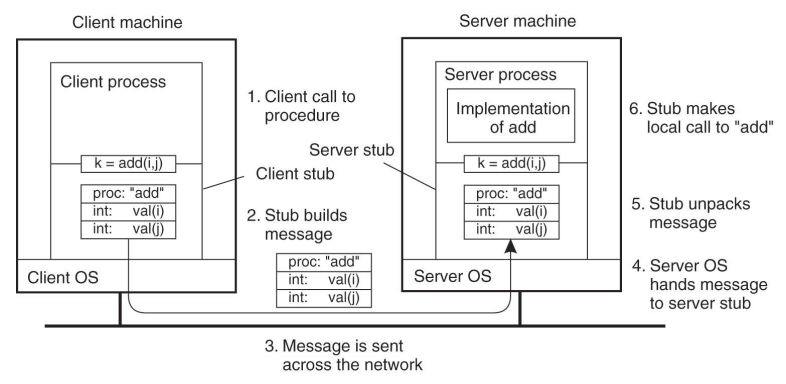 Client machine
Server machine
Client process
1. Client call to
procedure
Server process
Implementation
of add
6. Stub makes
local call to "add"
Server stub
k = add(i,j)
k = add(i,j)
Client stub
proc: "add"
int: val(i)
int: val(j)
proc: "add"
int: val(i)
int: val(j)
2. Stub builds
message
5. Stub unpacks
message
proc: "add"
int: val(i)
int: val(j)
Client OS
Server OS
4. Server OS
hands message
to server stub
3. Message is sent
across the network